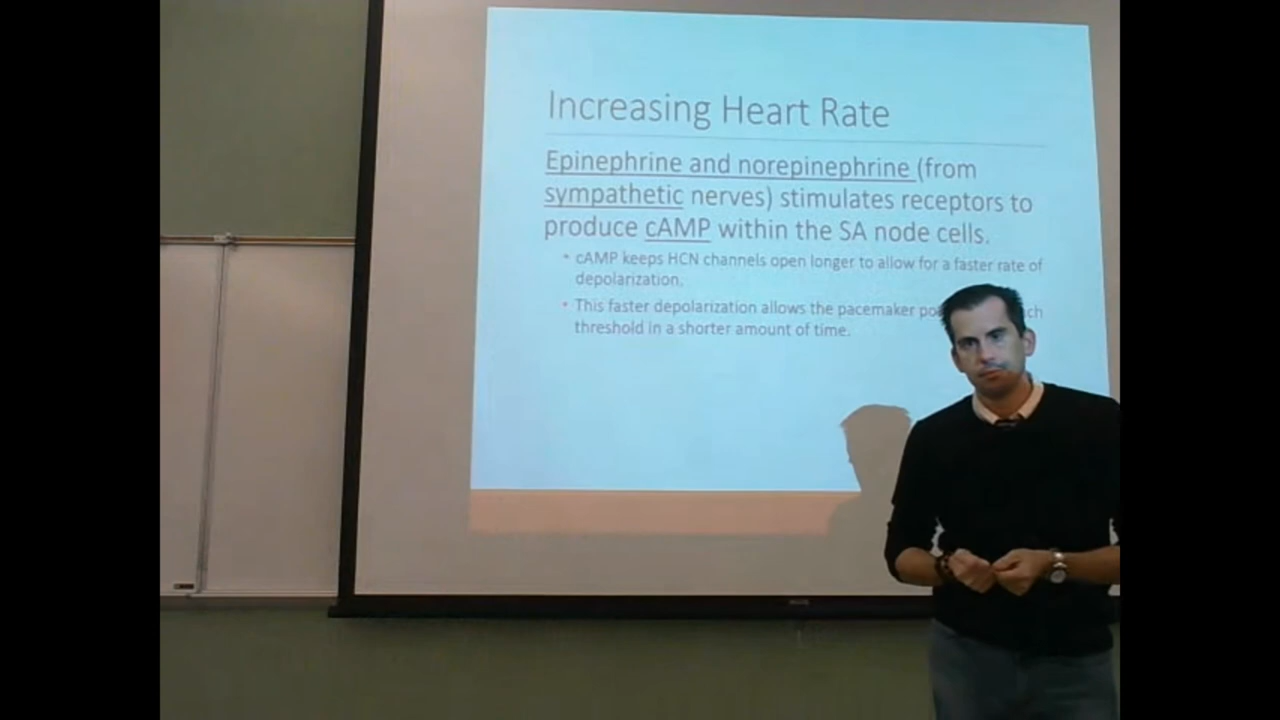 Increasing Heart Rate
Epinephrine and norepinephrine (from
sympathetic nerves) stimulates receptors to
produce cAMP within the SA node cells.
• cAMP keeps HCN channels open longer to allow for a faster rate of
depolarization.
• This faster depolarization allows the pacemaker
threshold in a shorter amount of time.